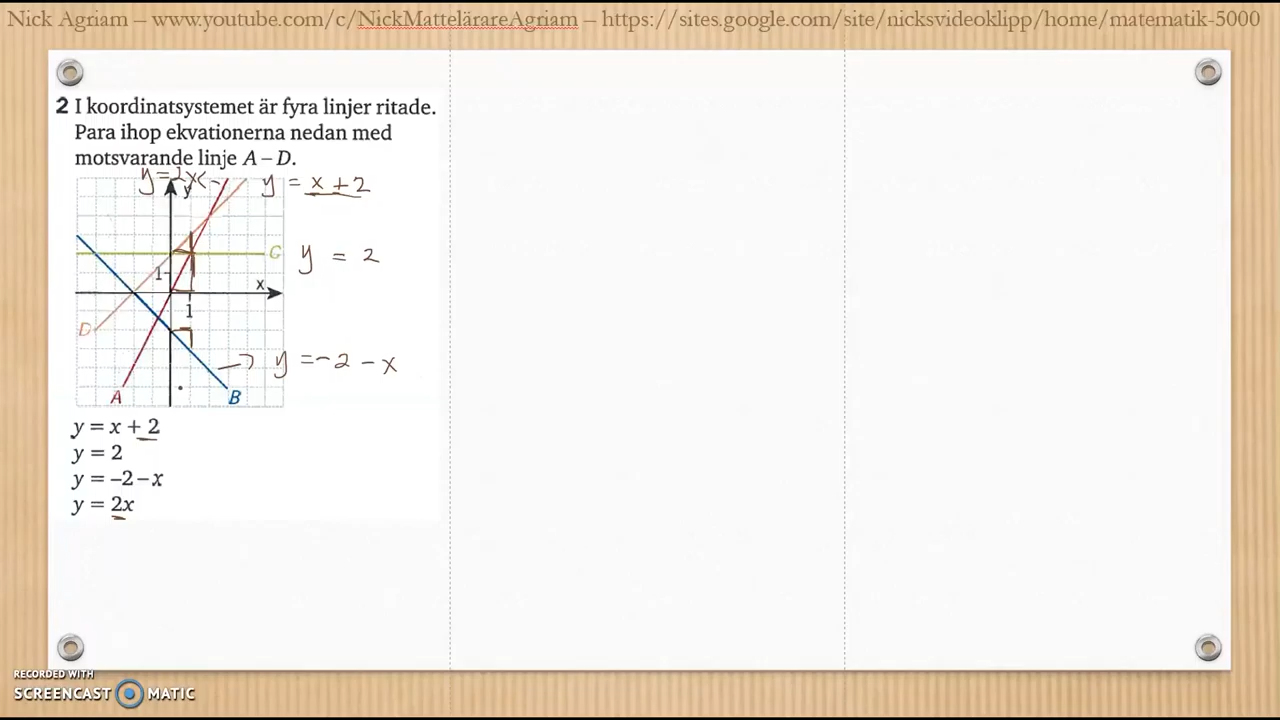 Nick Agriam – www.youtube.com/c/NickMattelärareAgriam – https://sites.google.com/site/nicksvideoklipp/home/matematik-5000
2 I koordinatsystemet är fyra linjer ritade.
Para ihop ekvationerna nedan med
motsvarande linje A – D.
y = 2x
y
y = x + 2
C
y = 2
1
x
1
D
y = -2 - x
A
B
y = x + 2
y = 2
y = –2 – x
y = 2x
RECORDED WITH
SCREENCAST MATIC